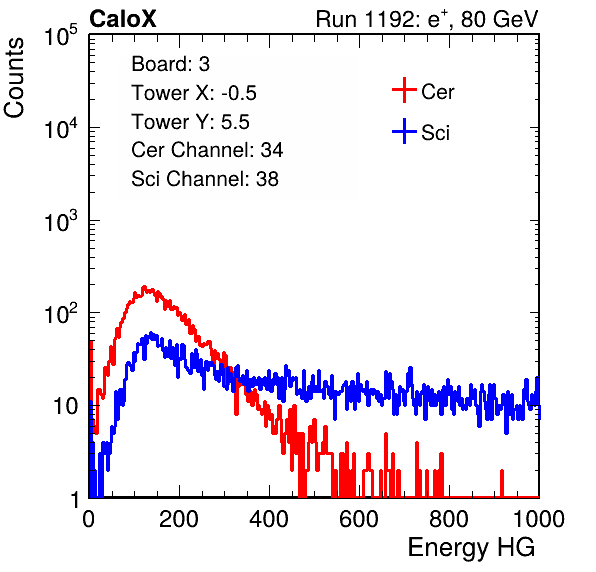 CaloX Run 1192: e⁺, 80 GeV
Counts
Board: 3
Tower X: -0.5
Tower Y: 5.5
Cer Channel: 34
Sci Channel: 38
Cer
Sci
10⁵
10⁴
10³
10²
10
1
0 200 400 600 800 1000
Energy HG